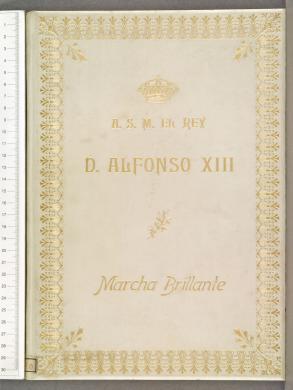 A. S. M. EL REY
D. ALFONSO XIII
Marcha Brillante